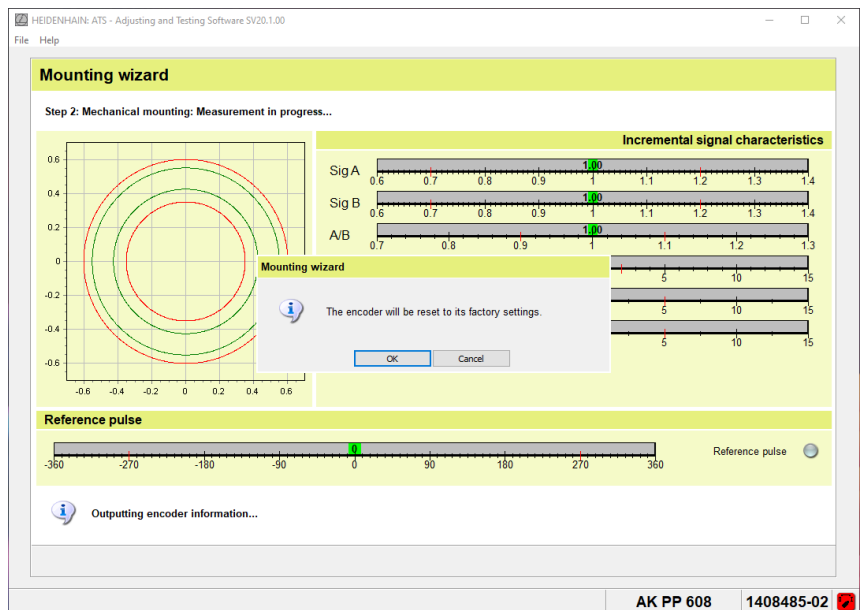 HEIDENHAIN: ATS - Adjusting and Testing Software SV20.1.00
File Help
Mounting wizard
Step 2: Mechanical mounting: Measurement in progress...
Incremental signal characteristics
0.6
0.4
0.2
0
-0.2
-0.4
-0.6
-0.6 -0.4 -0.2 0 0.2 0.4 0.6
Sig A
1.00
0.6 0.7 0.8 0.9 1 1.1 1.2 1.3 1.4
Sig B
1.00
0.6 0.7 0.8 0.9 1 1.1 1.2 1.3 1.4
A/B
1.00
0.7 0.8 0.9 1 1.1 1.2 1.3
5 10 15
5 10 15
5 10 15
Mounting wizard
The encoder will be reset to its factory settings.
OK Cancel
Reference pulse
0
-360 -270 -180 -90 0 90 180 270 360
Reference pulse
Outputting encoder information...
AK PP 608 1408485-02